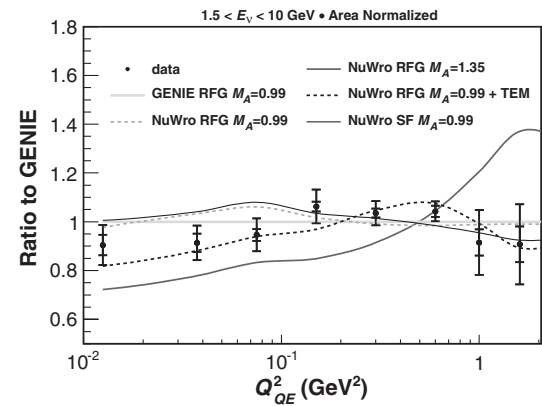 1.5 < Eν < 10 GeV • Area Normalized
1.8
1.6
1.4
1.2
1
0.8
0.6
Ratio to GENIE
data
GENIE RFG MA=0.99
NuWro RFG MA=0.99
NuWro RFG MA=1.35
NuWro RFG MA=0.99 + TEM
NuWro SF MA=0.99
10-2
10-1
1
Q2QE (GeV2)